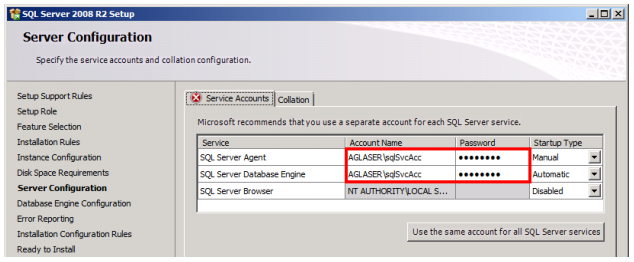 SQL Server 2008 R2 Setup
Server Configuration
Specify the service accounts and collation configuration.
Setup Support Rules
Setup Role
Feature Selection
Installation Rules
Instance Configuration
Disk Space Requirements
Server Configuration
Database Engine Configuration
Error Reporting
Installation Configuration Rules
Ready to Install
Service Accounts Collation
Microsoft recommends that you use a separate account for each SQL Server service.
Service Account Name Password Startup Type
SQL Server Agent AGLASER\sqlSvcAcc ●●●●●●●● Manual
SQL Server Database Engine AGLASER\sqlSvcAcc ●●●●●●●● Automatic
SQL Server Browser NT AUTHORITY\LOCAL S... Disabled
Use the same account for all SQL Server services